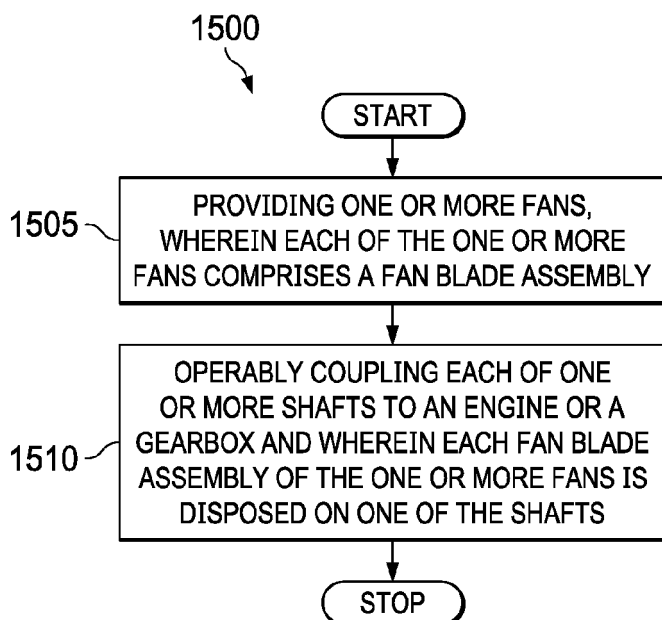 1500
START
1505
PROVIDING ONE OR MORE FANS,
WHEREIN EACH OF THE ONE OR MORE
FANS COMPRISES A FAN BLADE ASSEMBLY
OPERABLY COUPLING EACH OF ONE
OR MORE SHAFTS TO AN ENGINE OR A
GEARBOX AND WHEREIN EACH FAN BLADE
1510
ASSEMBLY OF THE ONE OR MORE FANS IS
DISPOSED ON ONE OF THE SHAFTS
STOP